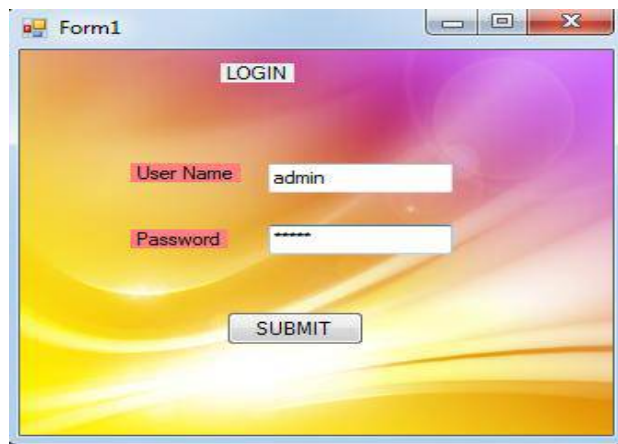 Form1
LOGIN
User Name admin
Password *****
SUBMIT